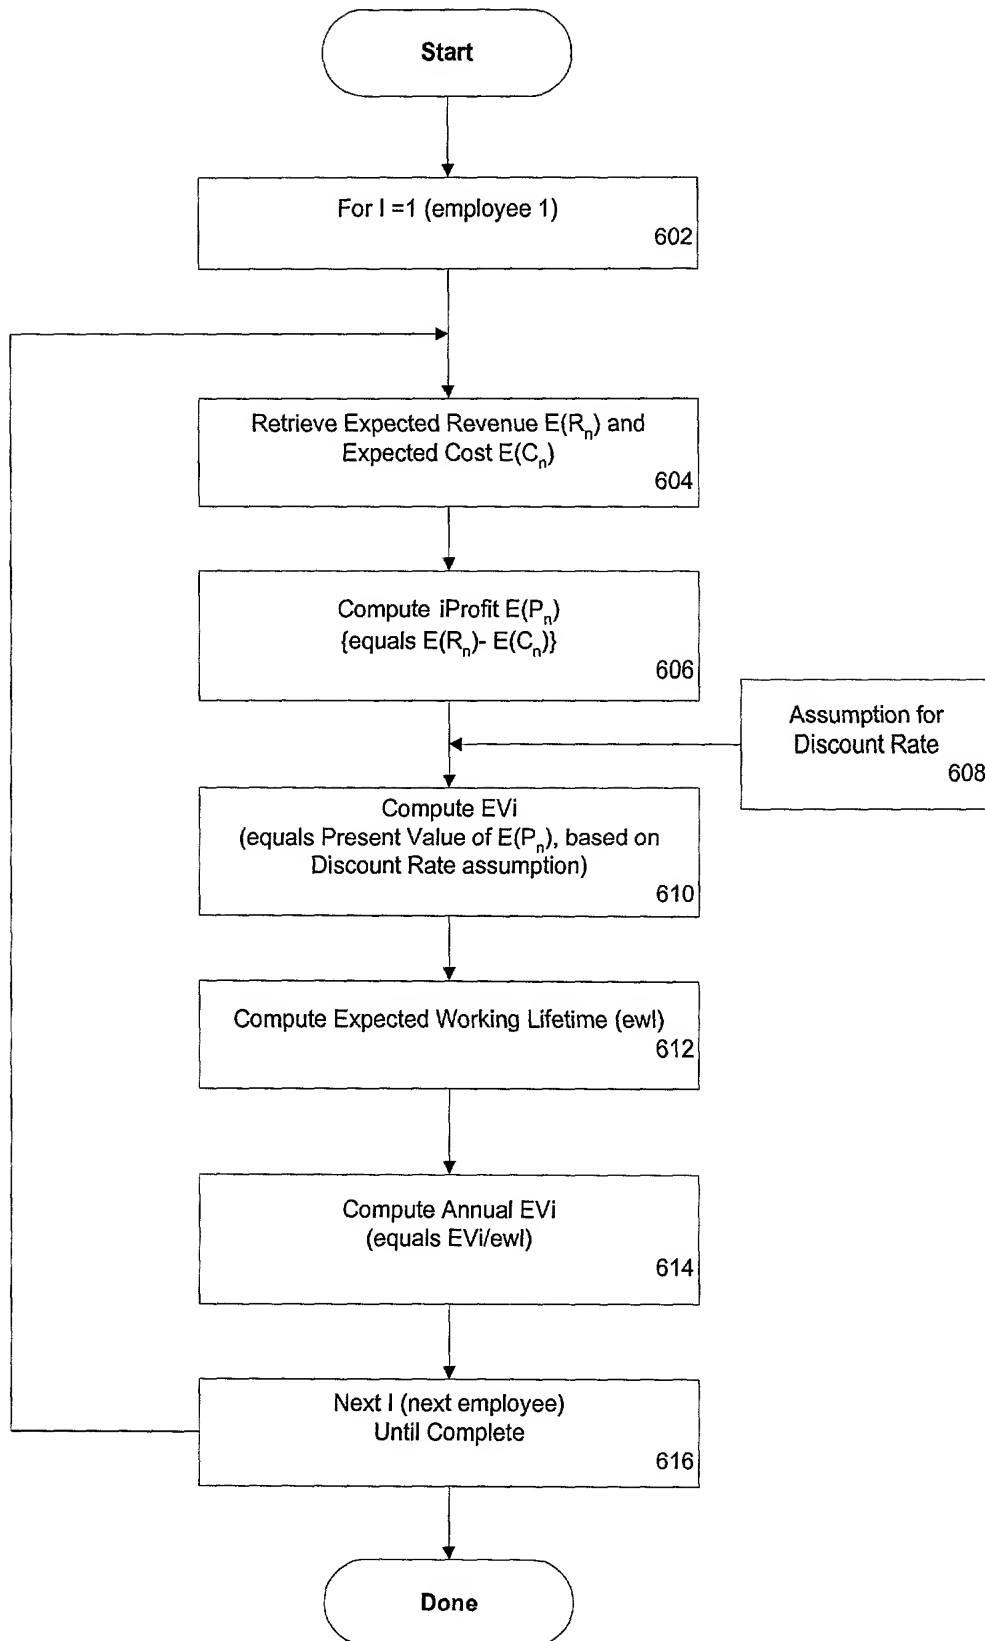 Start
For I =1 (employee 1)
602
Retrieve Expected Revenue E(Rn) and
Expected Cost E(Cn)
604
Compute iProfit E(Pn)
{equals E(Rn)- E(Cn)}
606
Assumption for
Discount Rate
608
Compute EVi
(equals Present Value of E(Pn), based on
Discount Rate assumption)
610
Compute Expected Working Lifetime (ewl)
612
Compute Annual EVi
(equals EVi/ewl)
614
Next I (next employee)
Until Complete
616
Done